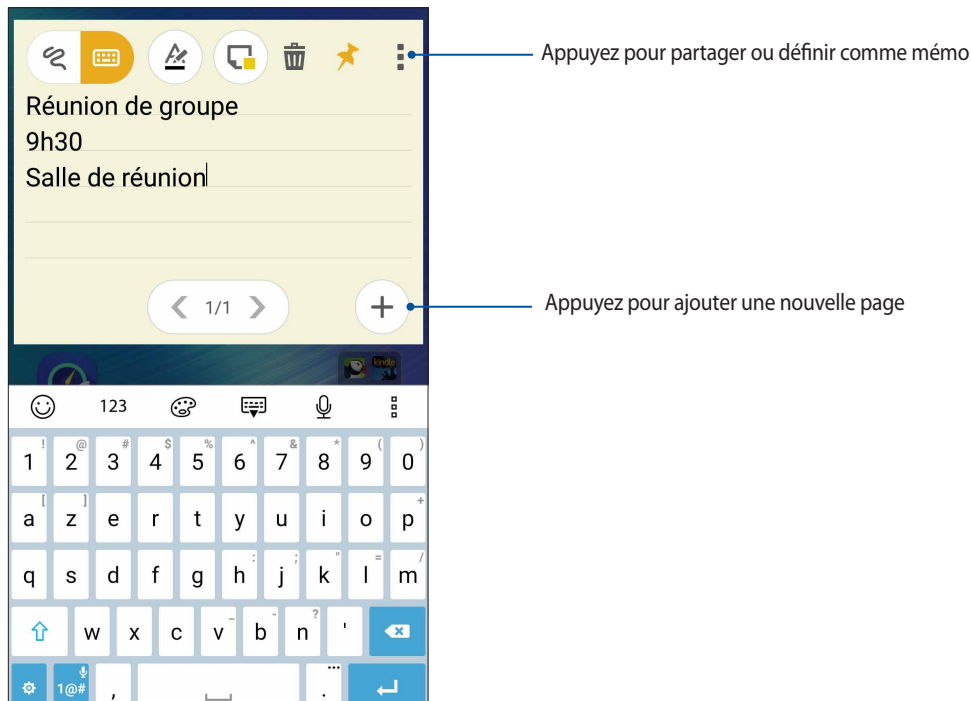 Appuyez pour partager ou définir comme mémo
Réunion de groupe
9h30
Salle de réunion
1/1
Appuyez pour ajouter une nouvelle page
kindle
123
! @ # $ % ^ & * ( )
1 2 3 4 5 6 7 8 9 0
[ ] +
a z e r t y u i o p
: ; " = /
q s d f g h j k l m
_ - ?
w x c v b n '
1@# , .